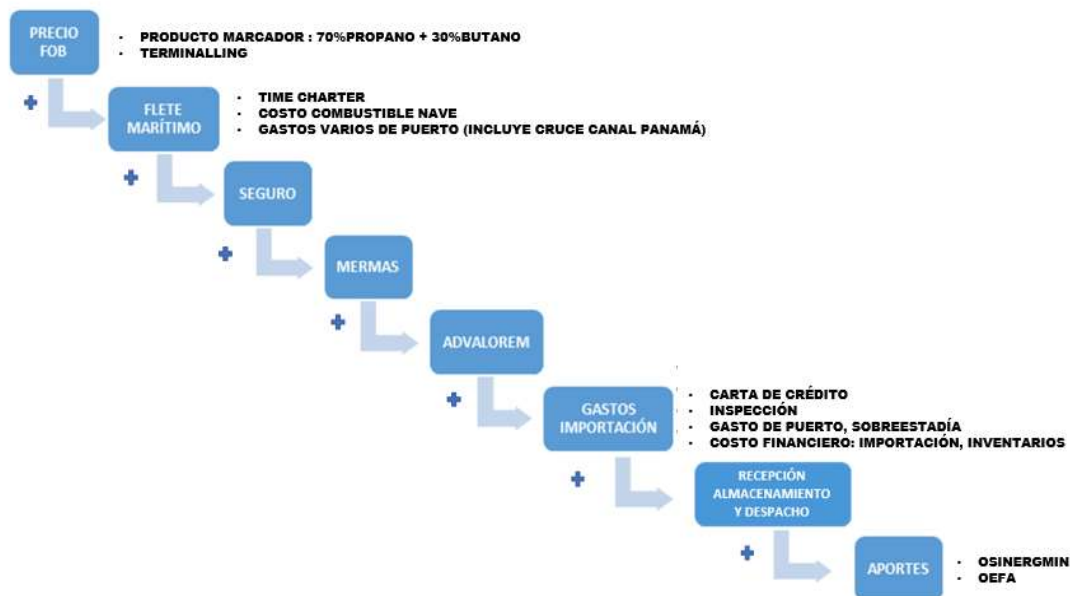 PRECIO
FOB
· PRODUCTO MARCADOR : 70%PROPANO + 30%BUTANO
· TERMINALLING
FLETE
MARÍTIMO
· TIME CHARTER
· COSTO COMBUSTIBLE NAVE
· GASTOS VARIOS DE PUERTO (INCLUYE CRUCE CANAL PANAMÁ)
SEGURO
MERMAS
ADVALOREM
GASTOS
IMPORTACIÓN
· CARTA DE CRÉDITO
· INSPECCIÓN
· GASTO DE PUERTO, SOBREESTADÍA
· COSTO FINANCIERO: IMPORTACIÓN, INVENTARIOS
RECEPCIÓN
ALMACENAMIENTO
Y DESPACHO
APORTES
· OSINERGMIN
· OEFA